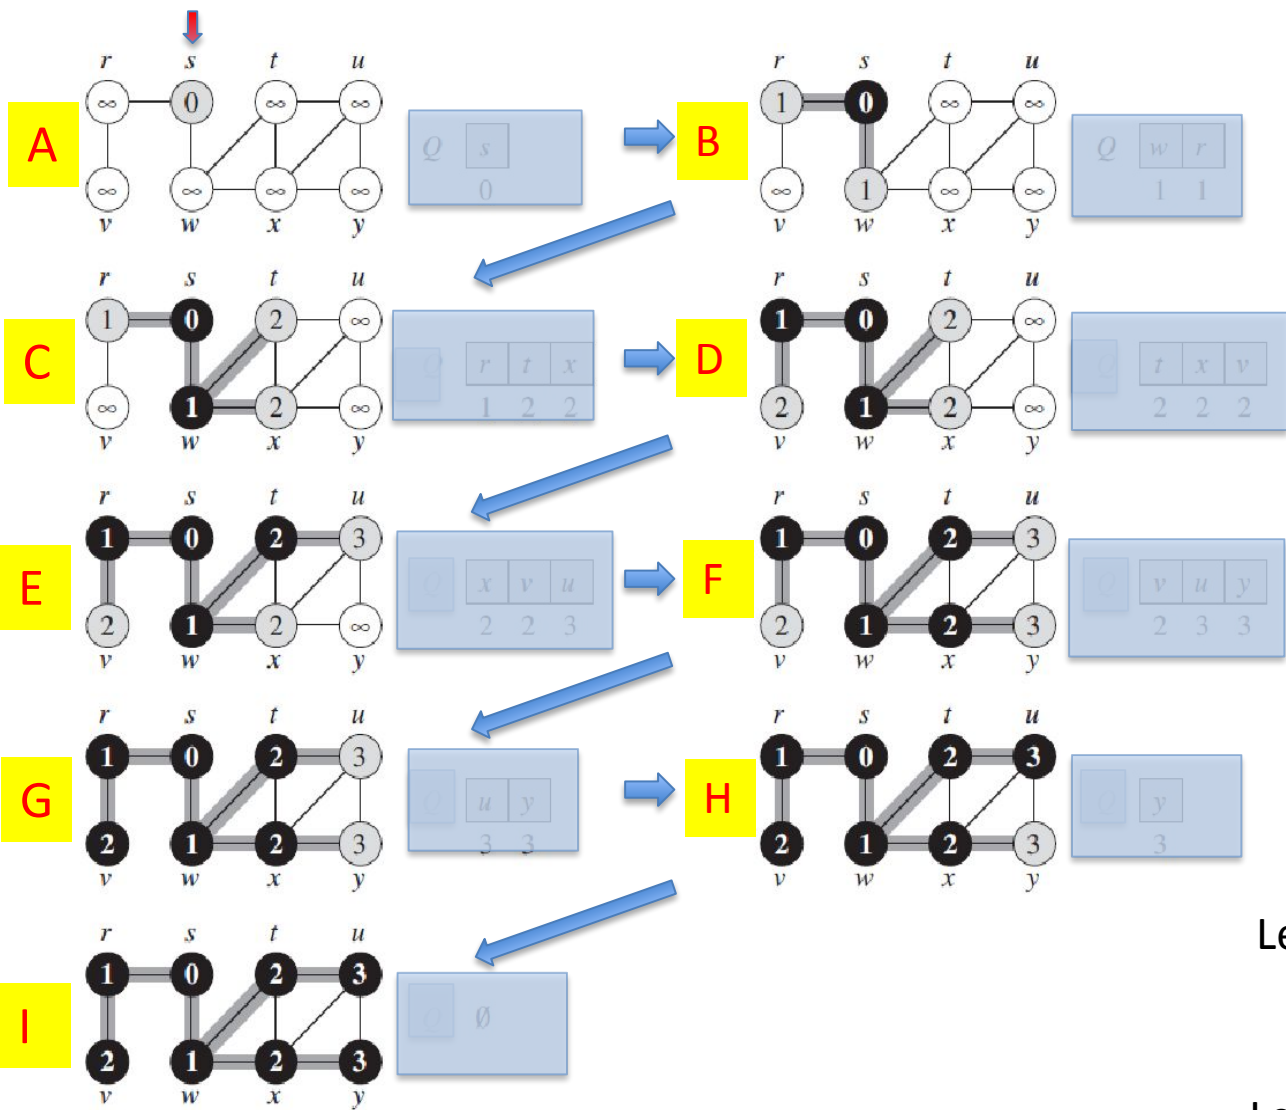 r s t u
∞ 0 ∞ ∞
A
Q s
0
∞ ∞ ∞ ∞
v w x y
r s t u
1 0 ∞ ∞
B
Q w r
1 1
∞ 1 ∞ ∞
v w x y
r s t u
1 0 2 ∞
C
Q r t x
1 2 2
∞ 1 2 ∞
v w x y
r s t u
1 0 2 ∞
D
Q t x v
2 2 2
2 1 2 ∞
v w x y
r s t u
1 0 2 3
E
Q x v u
2 2 3
2 1 2 ∞
v w x y
r s t u
1 0 2 3
F
Q v u y
2 3 3
2 1 2 3
v w x y
r s t u
1 0 2 3
G
Q u y
3 3
2 1 2 3
v w x y
r s t u
1 0 2 3
H
Q y
3
2 1 2 3
v w x y
Le
r s t u
1 0 2 3
I
Q ∅
2 1 2 3
v w x y